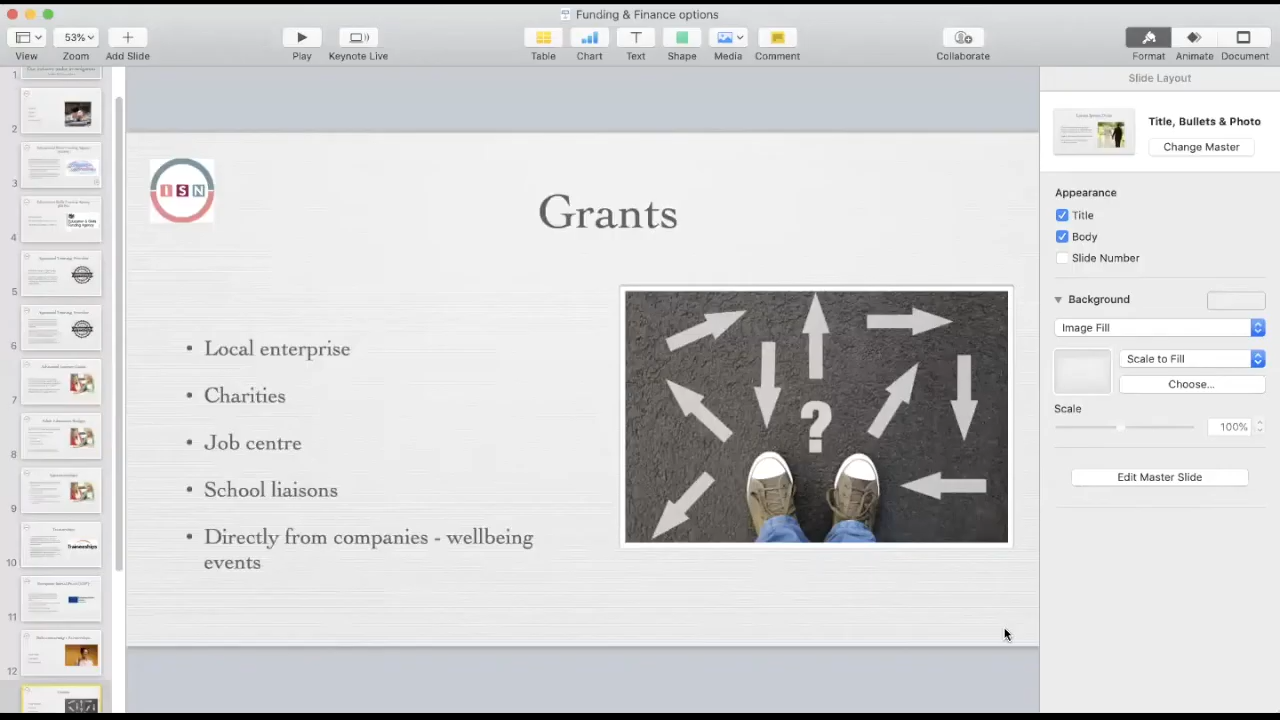 Funding & Finance options
53%
View
Zoom
Add Slide
Play
Keynote Live
Table
Chart
Text
Shape
Media
Comment
Collaborate
Format
Animate
Document
Slide Layout
Title, Bullets & Photo
Change Master
Appearance
Title
Body
Slide Number
Background
Image Fill
Scale to Fill
Choose...
Scale
100%
Edit Master Slide
ISN
Grants
• Local enterprise
• Charities
• Job centre
• School liaisons
• Directly from companies - wellbeing
events
?
1
2
3
4
5
6
7
8
9
10
11
12